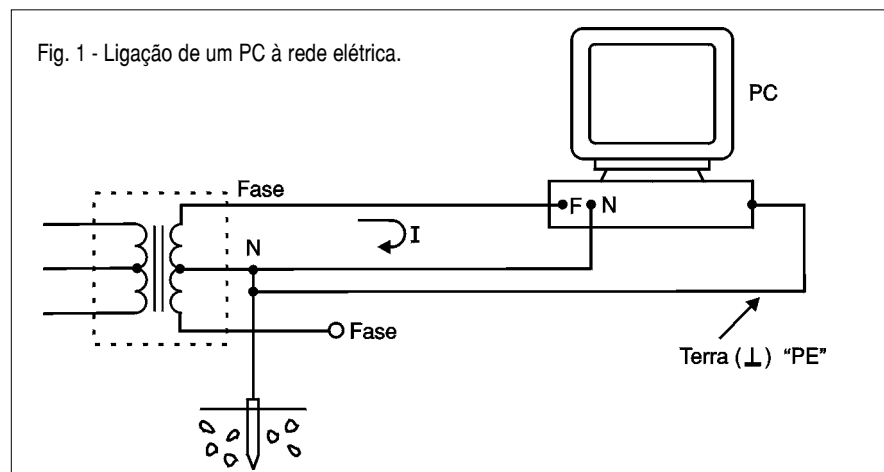 Fig. 1 - Ligação de um PC à rede elétrica.
PC
Fase
F N
I
N
Fase
Terra (⊥) “PE”